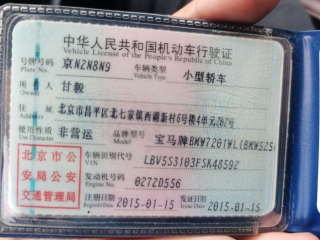 中华人民共和国机动车行驶证
Vehicle License of the People's Republic of China
号牌号码 京N2N8N9 车辆类型 小型轿车
Plate No. Vehicle Type
所有人 甘毅
Owner
住址 北京市昌平区北七家镇西湖新村6号楼4单元202号
Address
使用性质 非营运 品牌型号 宝马牌BMW7201WL(BMW525
Use Character Model
北京市公安局公安交通管理局
车辆识别代号 LBV553103FSK48592
VIN
发动机号码 0272D556
Engine No.
注册日期 2015-01-15 发证日期 2015-01-15
Register Date Issue Date